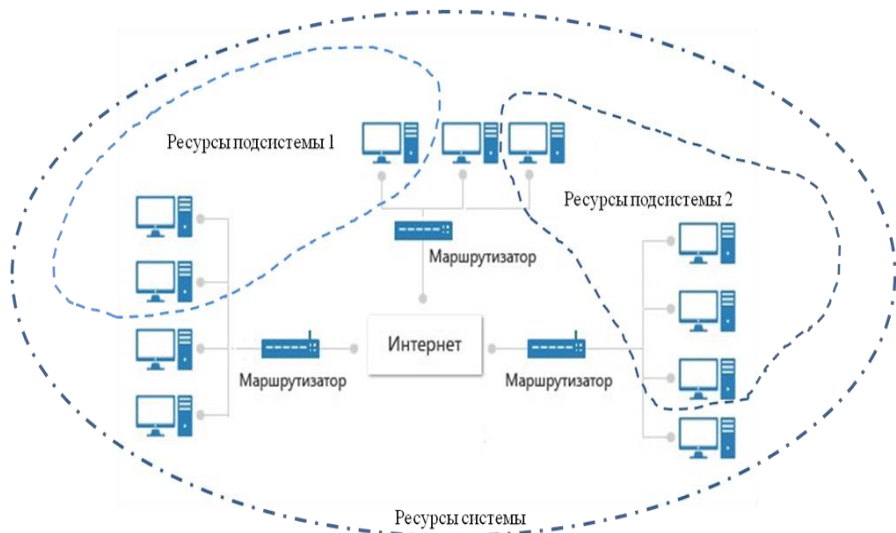 Ресурсы подсистемы 1
Ресурсы подсистемы 2
Маршрутизатор
Интернет
Маршрутизатор
Маршрутизатор
Ресурсы системы